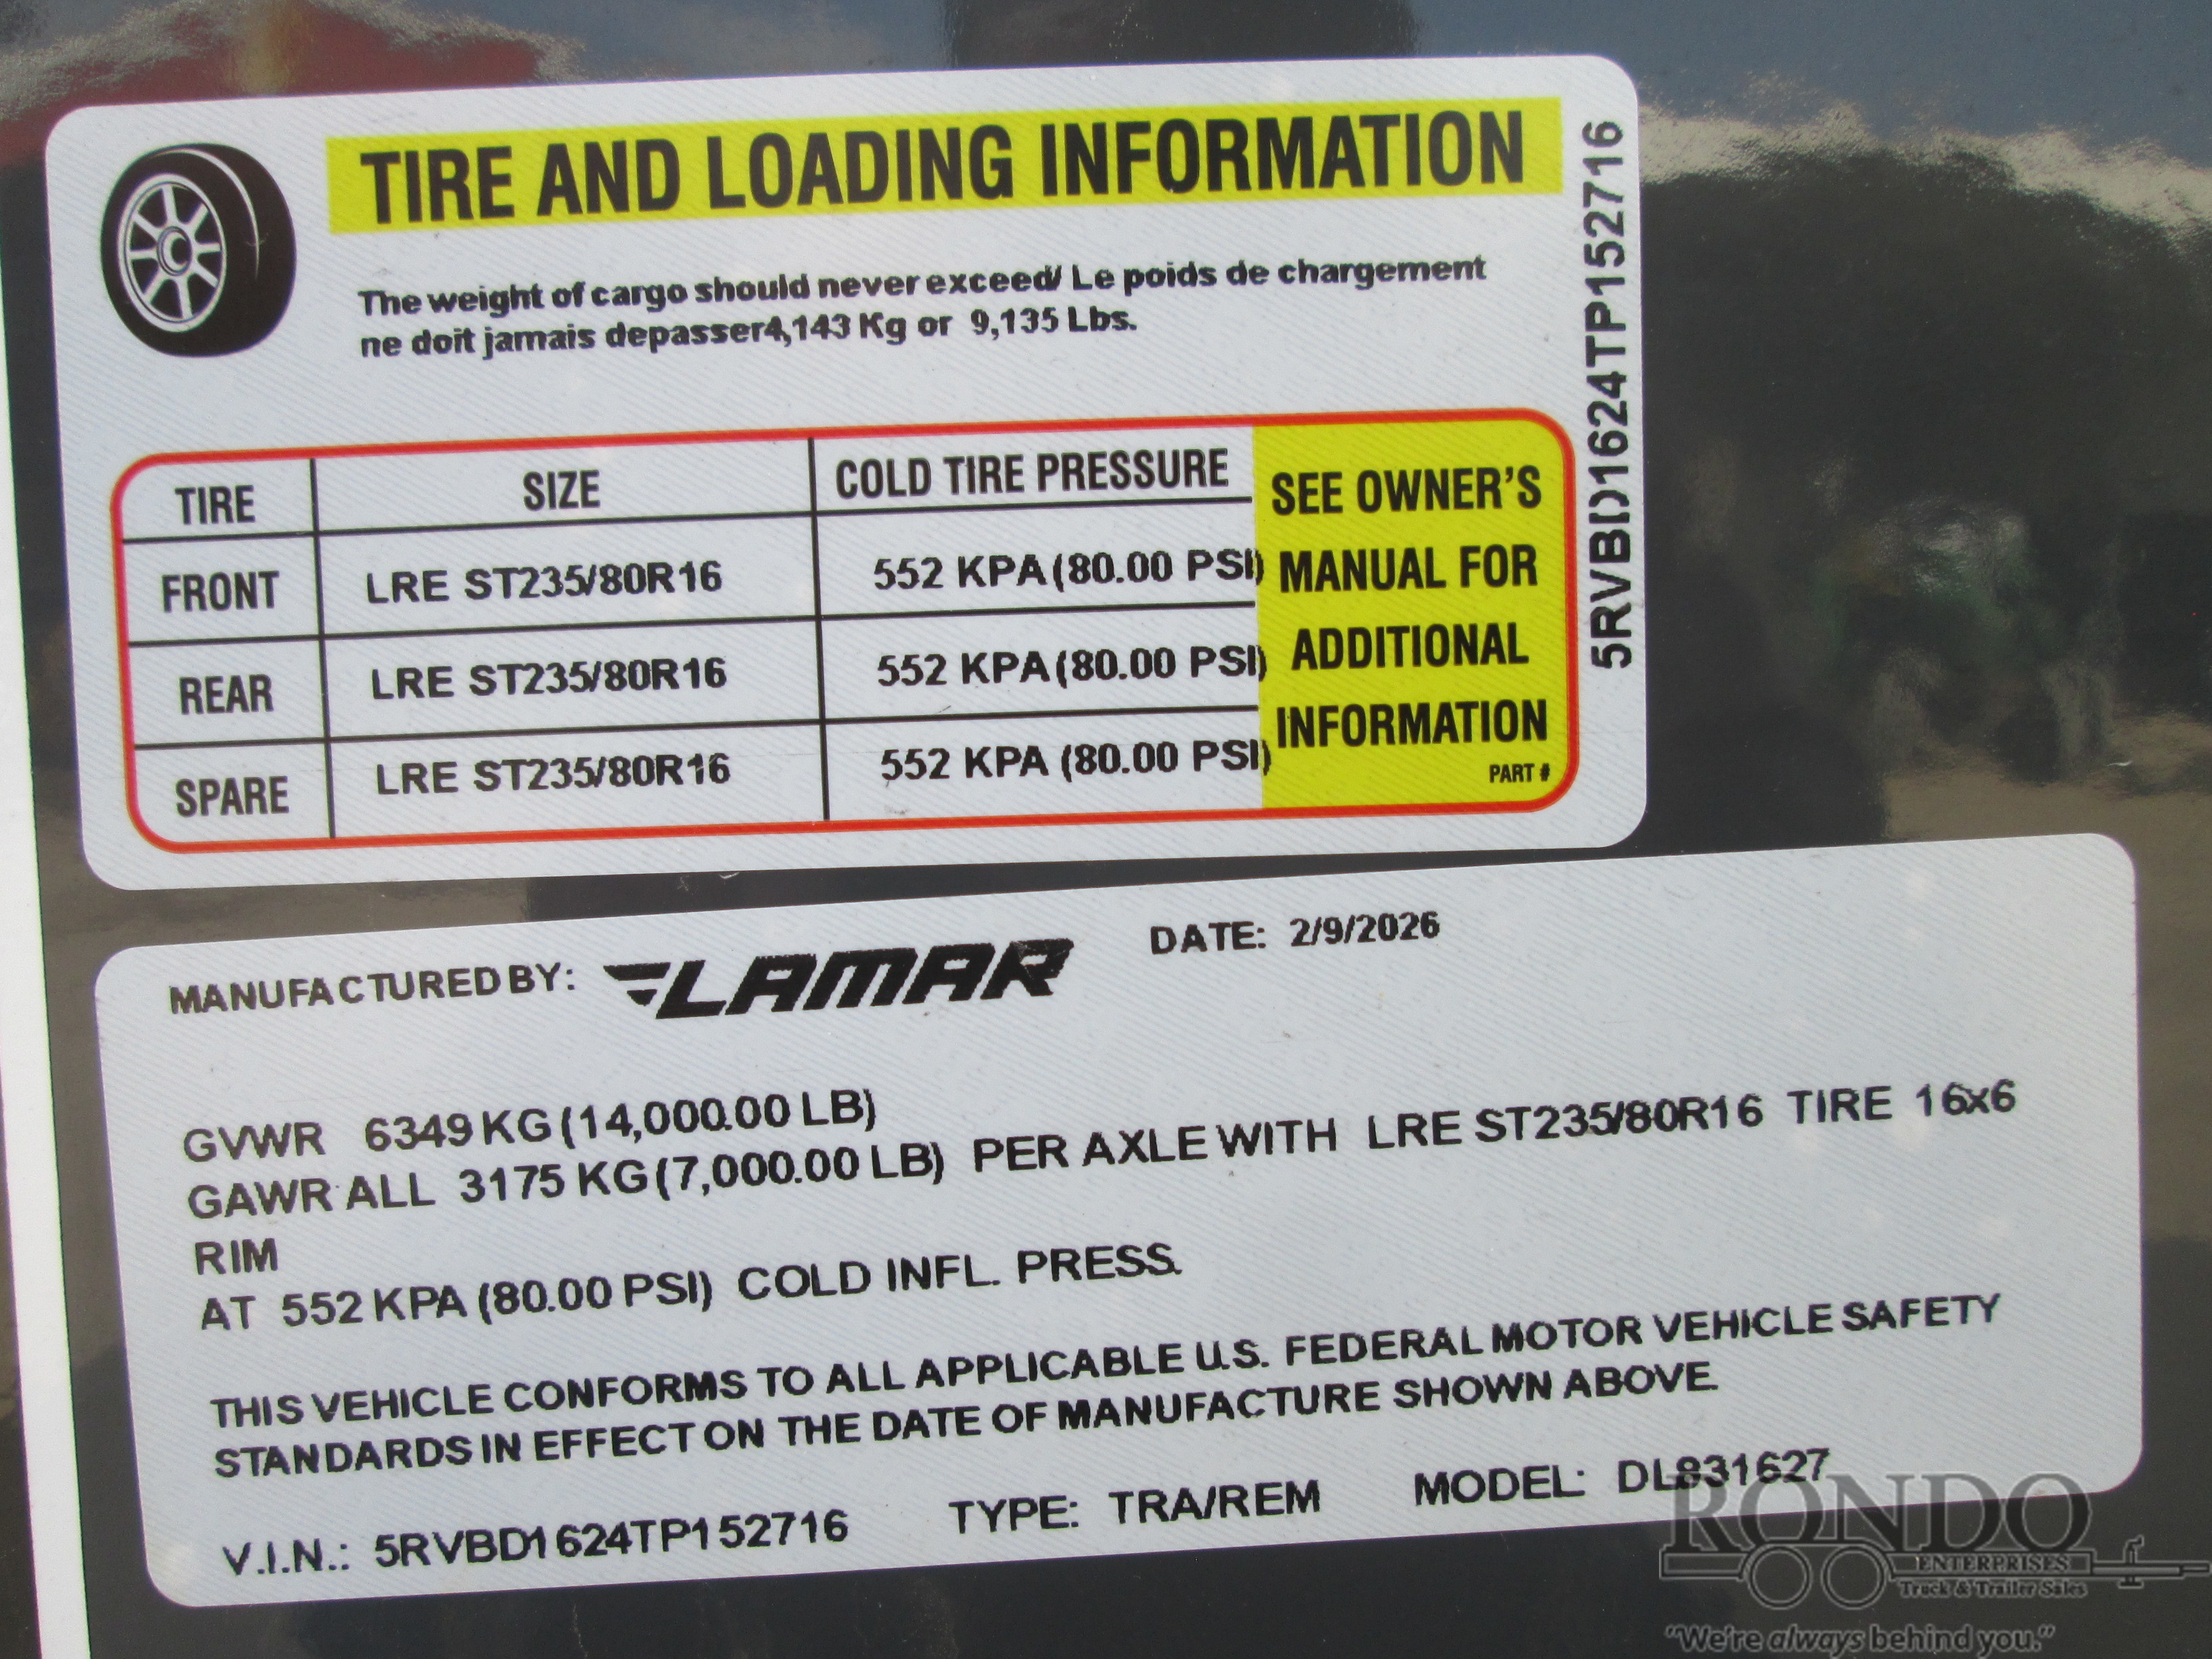 TIRE AND LOADING INFORMATION
The weight of cargo should never exceed/ Le poids de chargement
ne doit jamais depasser4,143 Kg or 9,135 Lbs.
5RVBD1624TP152716
TIRE SIZE COLD TIRE PRESSURE
FRONT LRE ST235/80R16 552 KPA (80.00 PSI)
REAR LRE ST235/80R16 552 KPA (80.00 PSI)
SPARE LRE ST235/80R16 552 KPA (80.00 PSI)
SEE OWNER'S
MANUAL FOR
ADDITIONAL
INFORMATION
PART #
MANUFACTURED BY: LAMAR DATE: 2/9/2026
GVWR 6349 KG (14,000.00 LB)
GAWR ALL 3175 KG (7,000.00 LB) PER AXLE WITH LRE ST235/80R16 TIRE 16x6
RIM
AT 552 KPA (80.00 PSI) COLD INFL. PRESS.
THIS VEHICLE CONFORMS TO ALL APPLICABLE U.S. FEDERAL MOTOR VEHICLE SAFETY
STANDARDS IN EFFECT ON THE DATE OF MANUFACTURE SHOWN ABOVE.
V.I.N.: 5RVBD1624TP152716 TYPE: TRA/REM MODEL: DL831627
RONDO
ENTERPRISES
Truck & Trailer Sales
"We're always behind you."